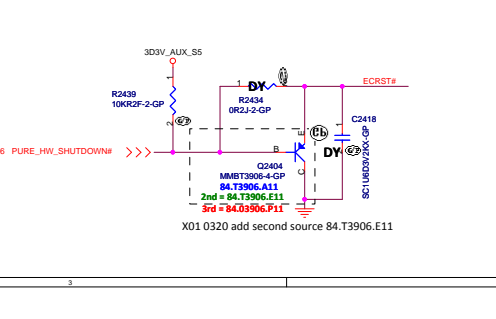 3D3V_AUX_S5
1
R2439
10KR2F-2-GP
2
1
DY
R2434
0R2J-2-GP
ECRST#
6 PURE_HW_SHUTDOWN#
B
E
C
Q2404
MMBT3906-4-GP
84.T3906.A11
2nd = 84.T3906.E11
3rd = 84.03906.P11
C2418
1
DY
SC1U6D3V2KX-GP
X01 0320 add second source 84.T3906.E11
3